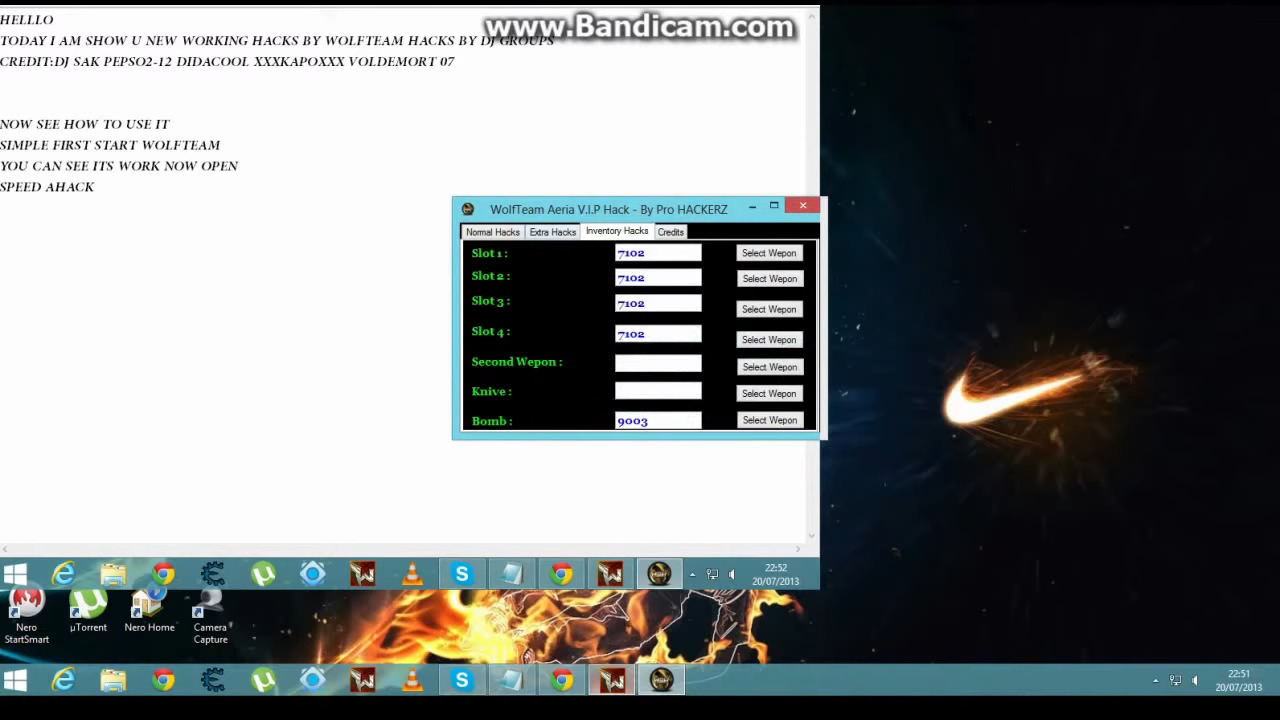 www.Bandicam.com
HELLLO
TODAY I AM SHOW U NEW WORKING HACKS BY WOLFTEAM HACKS BY DJ GROUPS
CREDIT:DJ SAK PEPSO2-12 DIDACOOL XXXKAPOXXX VOLDEMORT 07
NOW SEE HOW TO USE IT
SIMPLE FIRST START WOLFTEAM
YOU CAN SEE ITS WORK NOW OPEN
SPEED AHACK
WolfTeam Aeria V.I.P Hack - By Pro HACKERZ
Normal Hacks Extra Hacks Inventory Hacks Credits
Slot 1 : 7102 Select Wepon
Slot 2 : 7102 Select Wepon
Slot 3 : 7102 Select Wepon
Slot 4 : 7102 Select Wepon
Second Wepon : Select Wepon
Knive : Select Wepon
Bomb : 9003 Select Wepon
22:52
20/07/2013
Nero StartSmart
µTorrent
Nero Home
Camera Capture
22:51
20/07/2013